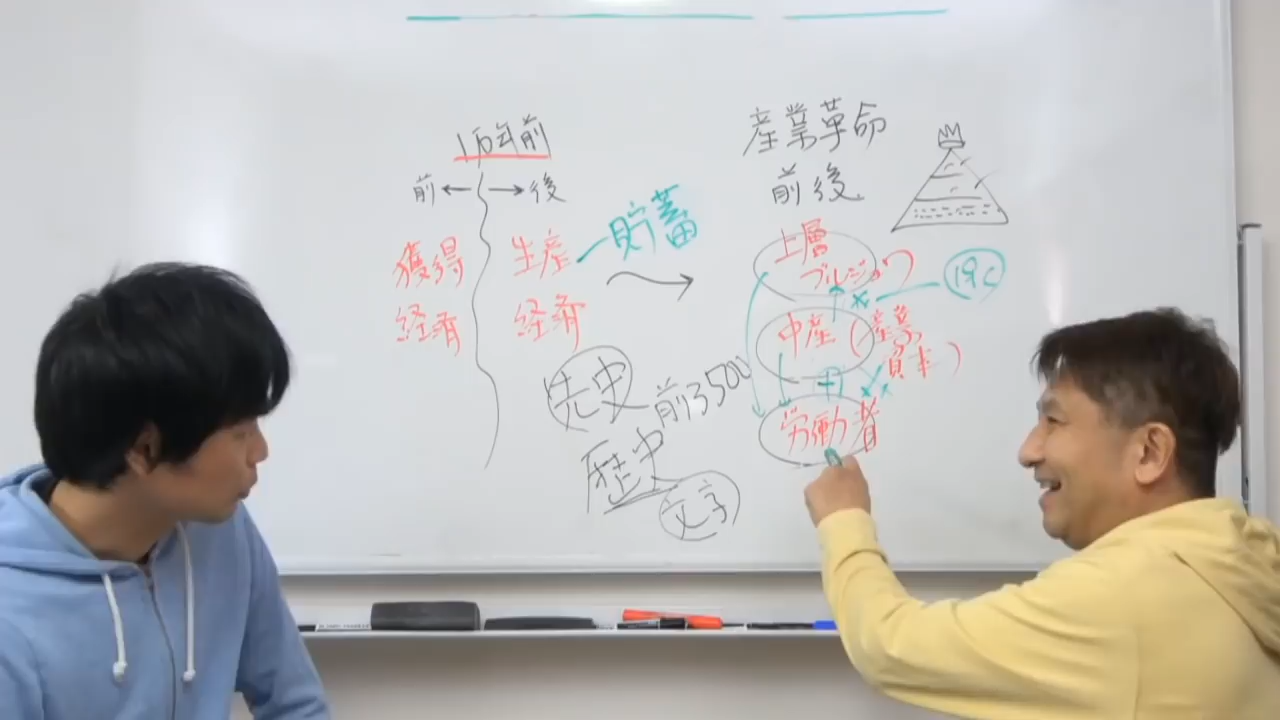 1万年前
前 ← → 後
獲得
経済
生産
経済
貯蓄
先史
前3500
歴史
文字
産業革命
前後
上層
ブルジョワ
19C
中産(産業
資本)
労働者